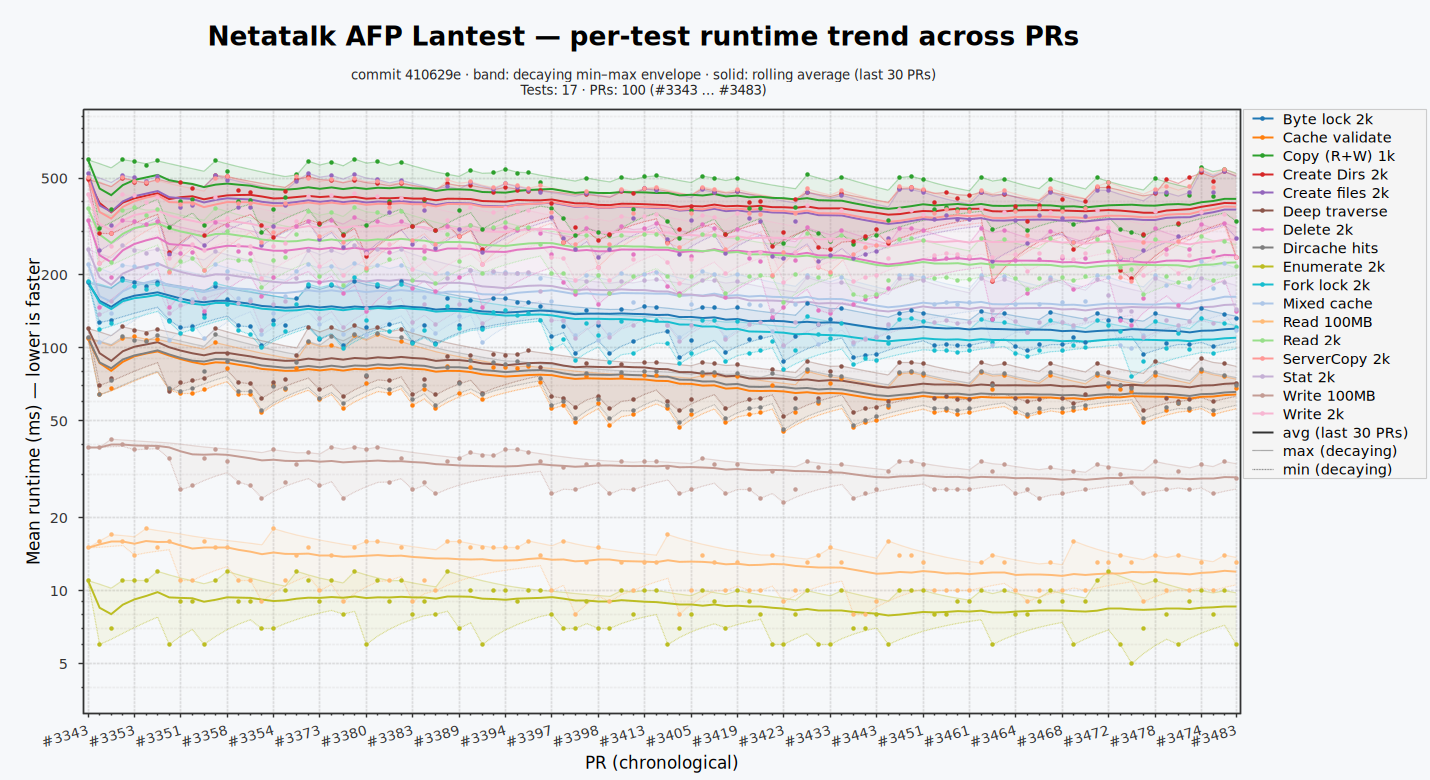 Netatalk AFP Lantest — per-test runtime trend across PRs
commit 410629e · band: decaying min–max envelope · solid: rolling average (last 30 PRs)
Tests: 17 · PRs: 100 (#3343 … #3483)
Mean runtime (ms) — lower is faster
500
200
100
50
20
10
5
#3343 #3353 #3351 #3358 #3354 #3373 #3380 #3383 #3389 #3394 #3397 #3398 #3413 #3405 #3419 #3423 #3433 #3443 #3451 #3461 #3464 #3468 #3472 #3478 #3474 #3483
PR (chronological)
Byte lock 2k
Cache validate
Copy (R+W) 1k
Create Dirs 2k
Create files 2k
Deep traverse
Delete 2k
Dircache hits
Enumerate 2k
Fork lock 2k
Mixed cache
Read 100MB
Read 2k
ServerCopy 2k
Stat 2k
Write 100MB
Write 2k
avg (last 30 PRs)
max (decaying)
min (decaying)